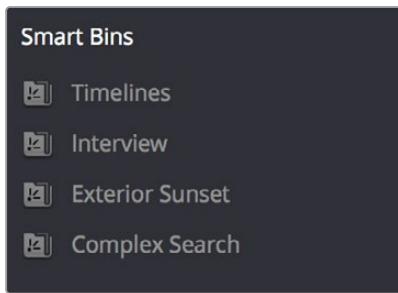 Smart Bins
Timelines
Interview
Exterior Sunset
Complex Search